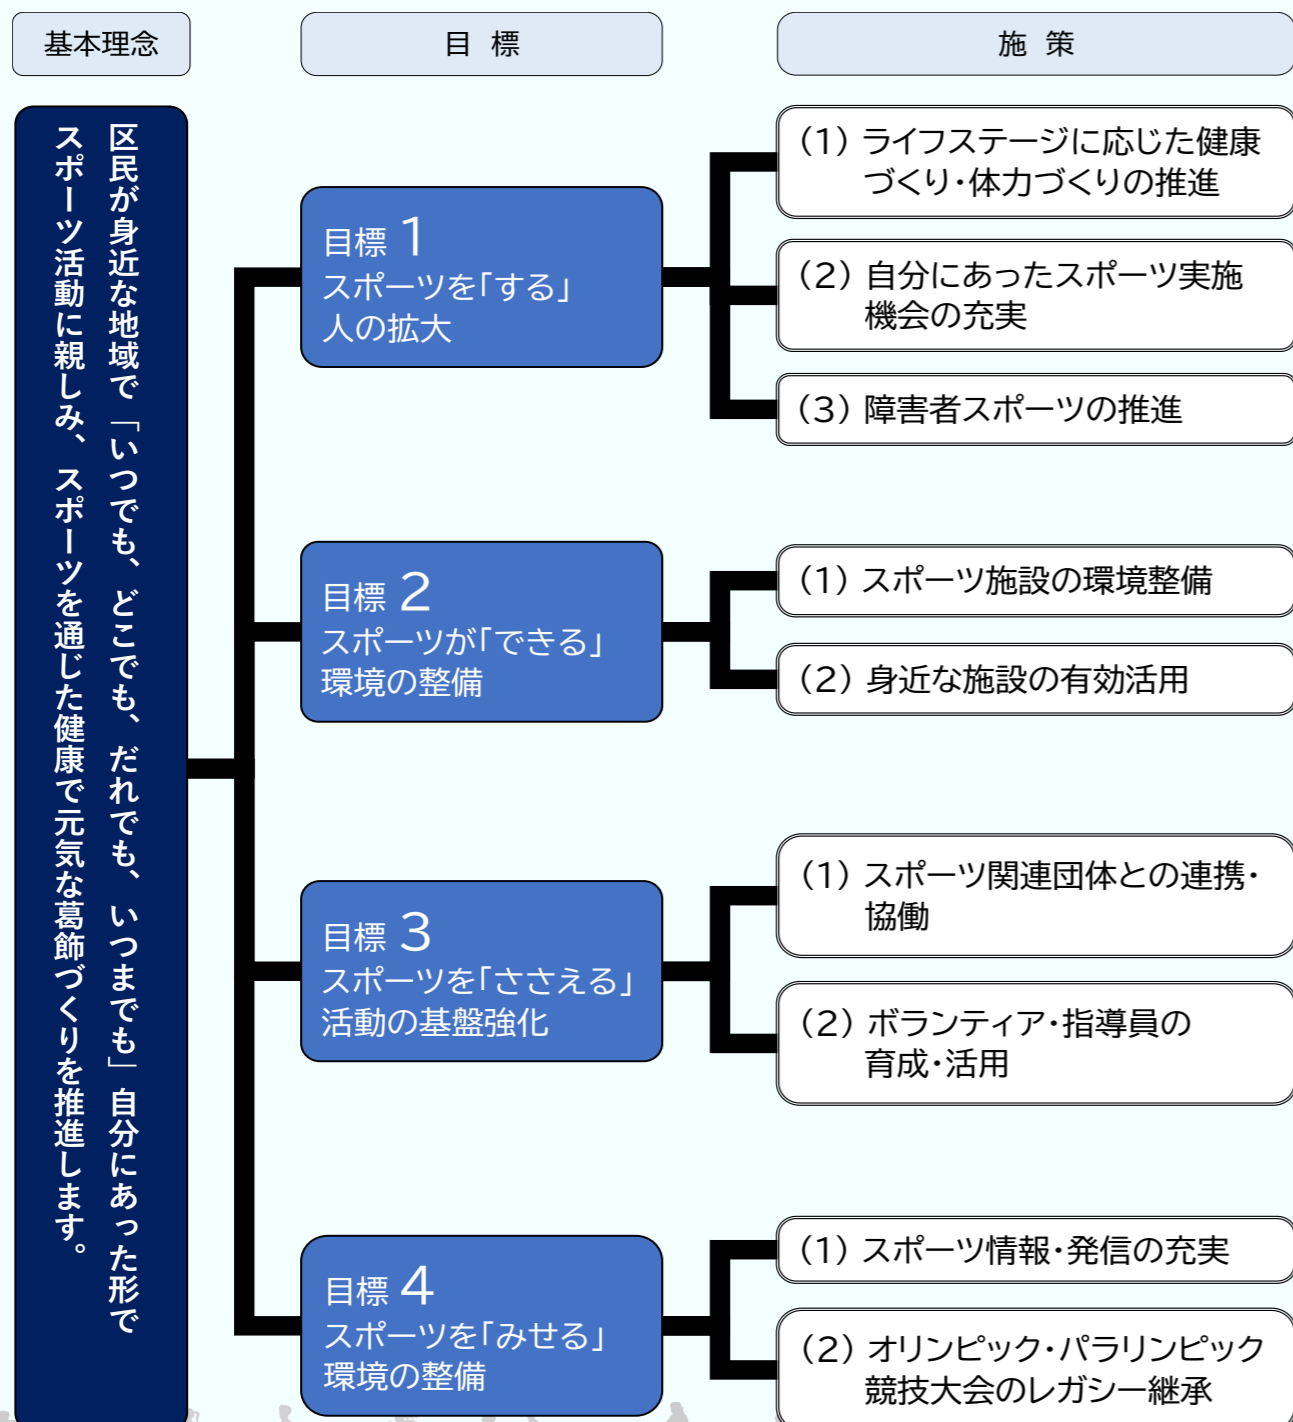 基本理念
目 標
施 策
区民が身近な地域で「いつでも、どこでも、だれでも、いつまでも」自分にあった形で
スポーツ活動に親しみ、スポーツを通じた健康で元気な葛飾づくりを推進します。
目標 1
スポーツを「する」
人の拡大
(1) ライフステージに応じた健康
づくり・体力づくりの推進
(2) 自分にあったスポーツ実施
機会の充実
(3) 障害者スポーツの推進
目標 2
スポーツが「できる」
環境の整備
(1) スポーツ施設の環境整備
(2) 身近な施設の有効活用
目標 3
スポーツを「ささえる」
活動の基盤強化
(1) スポーツ関連団体との連携・
協働
(2) ボランティア・指導員の
育成・活用
目標 4
スポーツを「みせる」
環境の整備
(1) スポーツ情報・発信の充実
(2) オリンピック・パラリンピック
競技大会のレガシー継承